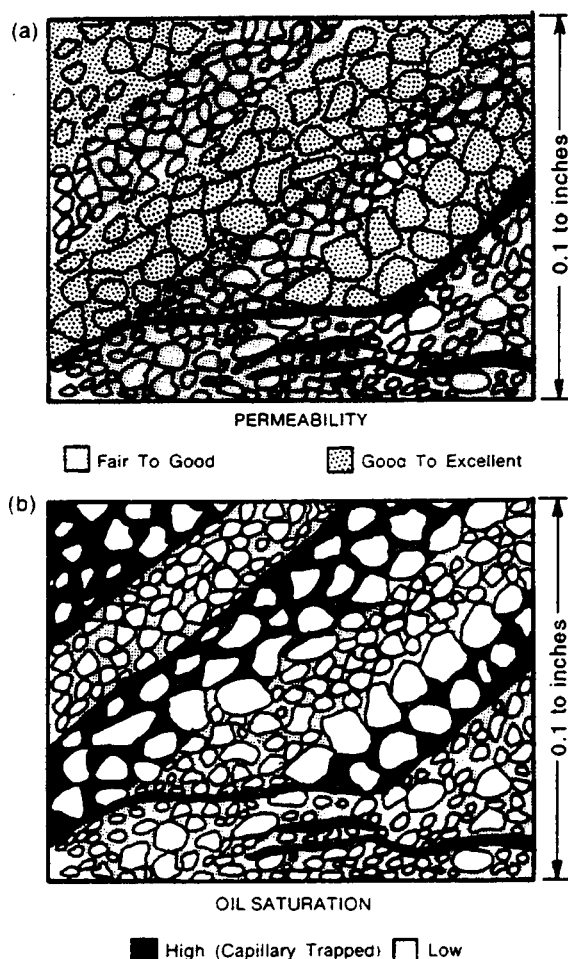 (a)
0.1 to inches
PERMEABILITY
Fair To Good
Good To Excellent
(b)
0.1 to inches
OIL SATURATION
High (Capillary Trapped)
Low